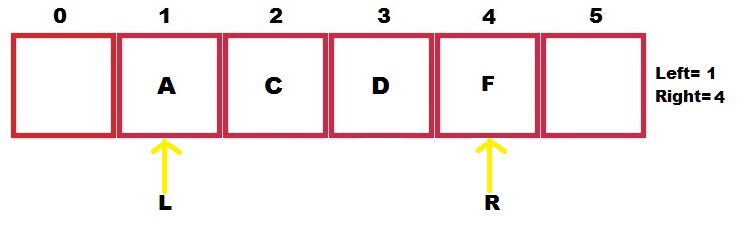 0 1 2 3 4 5
A C D F
Left= 1
Right= 4
L R